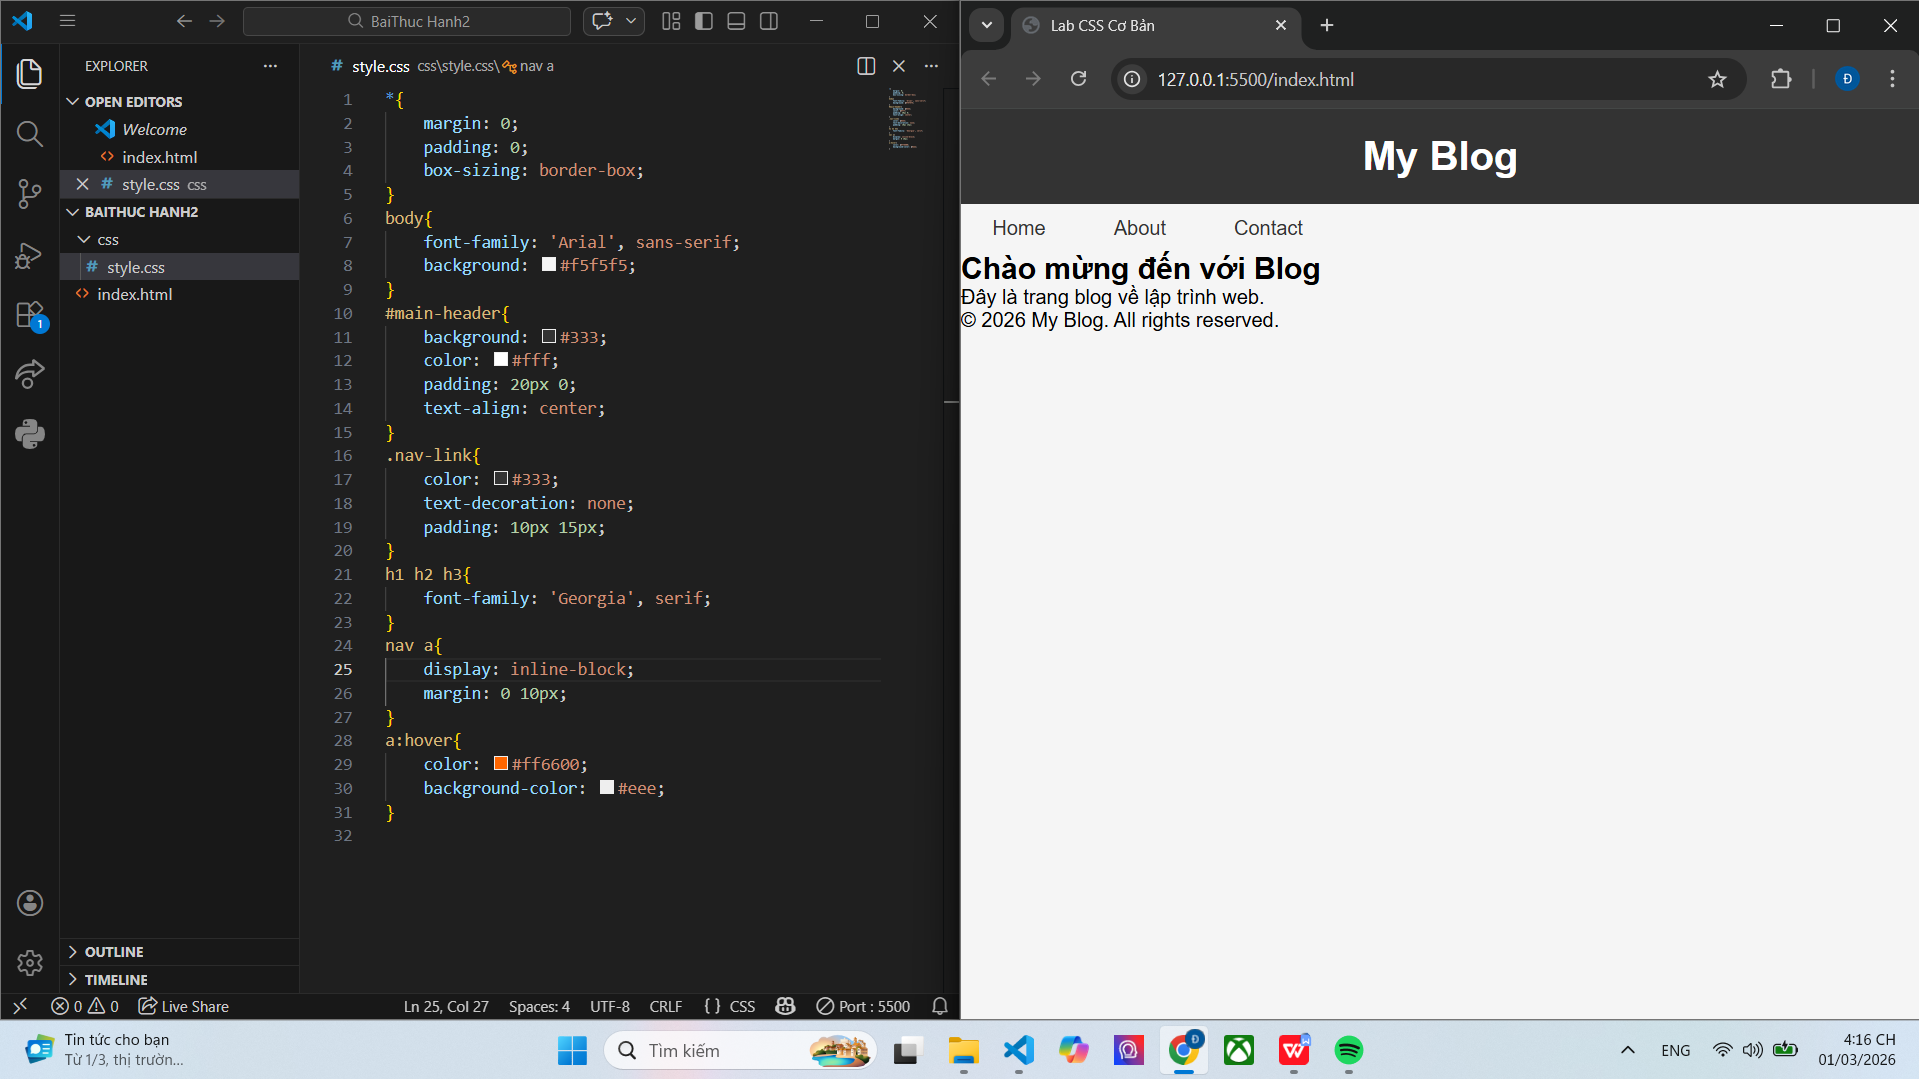 BaiThuc Hanh2
EXPLORER
OPEN EDITORS
Welcome
index.html
style.css css
BAITHUC HANH2
css
style.css
index.html
1
OUTLINE
TIMELINE
# style.css css\style.css\ nav a
1 *{
2 margin: 0;
3 padding: 0;
4 box-sizing: border-box;
5 }
6 body{
7 font-family: 'Arial', sans-serif;
8 background: #f5f5f5;
9 }
10 #main-header{
11 background: #333;
12 color: #fff;
13 padding: 20px 0;
14 text-align: center;
15 }
16 .nav-link{
17 color: #333;
18 text-decoration: none;
19 padding: 10px 15px;
20 }
21 h1 h2 h3{
22 font-family: 'Georgia', serif;
23 }
24 nav a{
25 display: inline-block;
26 margin: 0 10px;
27 }
28 a:hover{
29 color: #ff6600;
30 background-color: #eee;
31 }
32
0 0 Live Share Ln 25, Col 27 Spaces: 4 UTF-8 CRLF {} CSS Port : 5500
Lab CSS Cơ Bản
127.0.0.1:5500/index.html
Đ
My Blog
Home About Contact
Chào mừng đến với Blog
Đây là trang blog về lập trình web.
© 2026 My Blog. All rights reserved.
Tin tức cho bạn
Từ 1/3, thị trườn...
Tìm kiếm
Đ
ENG
4:16 CH
01/03/2026